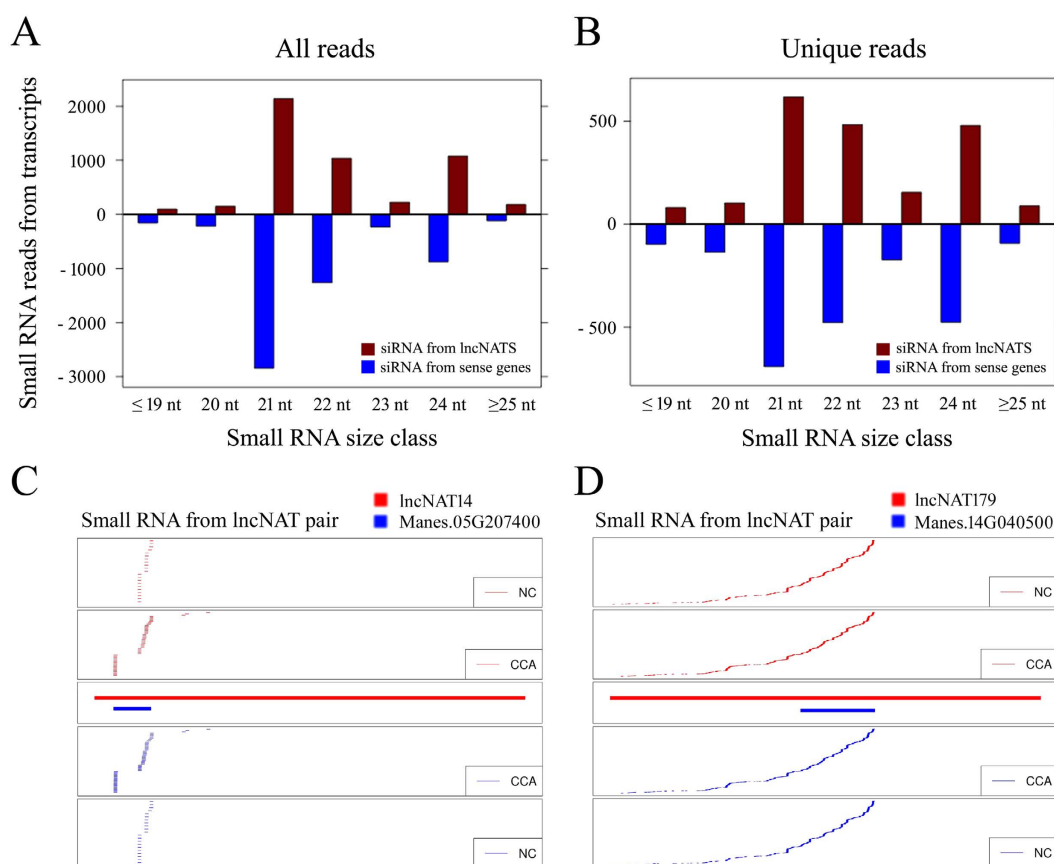 A
All reads
Small RNA reads from transcripts
2000
1000
0
- 1000
- 2000
- 3000
siRNA from lncNATS
siRNA from sense genes
≤ 19 nt 20 nt 21 nt 22 nt 23 nt 24 nt ≥25 nt
Small RNA size class
B
Unique reads
500
0
- 500
siRNA from lncNATS
siRNA from sense genes
≤ 19 nt 20 nt 21 nt 22 nt 23 nt 24 nt ≥25 nt
Small RNA size class
C
lncNAT14
Manes.05G207400
Small RNA from lncNAT pair
NC
CCA
CCA
NC
D
lncNAT179
Manes.14G040500
Small RNA from lncNAT pair
NC
CCA
CCA
NC